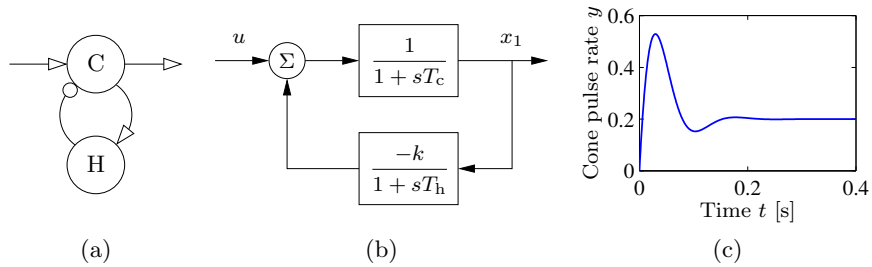 C
H
(a)
u
Σ
1
1 + sT_c
x_1
−k
1 + sT_h
(b)
Cone pulse rate y
0.6
0.4
0.2
0
0 0.2 0.4
Time t [s]
(c)